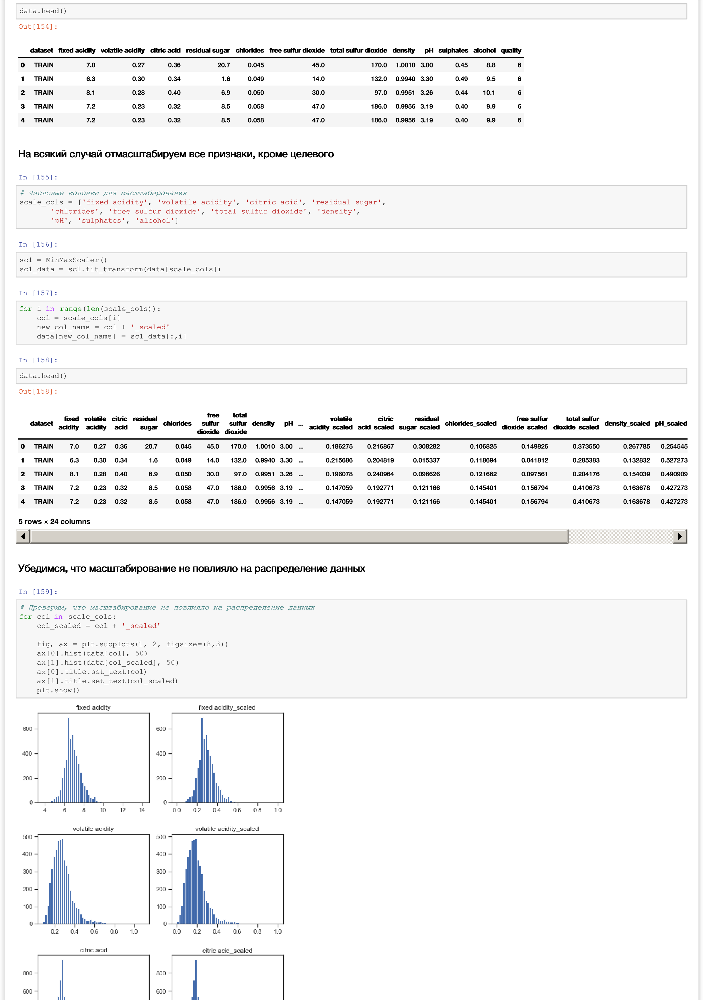 data.head()
Out[154]:
dataset fixed acidity volatile acidity citric acid residual sugar chlorides free sulfur dioxide total sulfur dioxide density pH sulphates alcohol quality
0 TRAIN 7.0 0.27 0.36 20.7 0.045 45.0 170.0 1.0010 3.00 0.45 8.8 6
1 TRAIN 6.3 0.30 0.34 1.6 0.049 14.0 132.0 0.9940 3.30 0.49 9.5 6
2 TRAIN 8.1 0.28 0.40 6.9 0.050 30.0 97.0 0.9951 3.26 0.44 10.1 6
3 TRAIN 7.2 0.23 0.32 8.5 0.058 47.0 186.0 0.9956 3.19 0.40 9.9 6
4 TRAIN 7.2 0.23 0.32 8.5 0.058 47.0 186.0 0.9956 3.19 0.40 9.9 6
На всякий случай отмасштабируем все признаки, кроме целевого
In [155]:
# Числовые колонки для масштабирования
scale_cols = ['fixed acidity', 'volatile acidity', 'citric acid', 'residual sugar',
'chlorides', 'free sulfur dioxide', 'total sulfur dioxide', 'density',
'pH', 'sulphates', 'alcohol']
In [156]:
sc1 = MinMaxScaler()
sc1_data = sc1.fit_transform(data[scale_cols])
In [157]:
for i in range(len(scale_cols)):
col = scale_cols[i]
new_col_name = col + '_scaled'
data[new_col_name] = sc1_data[:,i]
In [158]:
data.head()
Out[158]:
dataset fixed acidity volatile acidity citric acid residual sugar chlorides free sulfur dioxide total sulfur dioxide density pH ... volatile acidity_scaled citric acid_scaled residual sugar_scaled chlorides_scaled free sulfur dioxide_scaled total sulfur dioxide_scaled density_scaled pH_scaled
0 TRAIN 7.0 0.27 0.36 20.7 0.045 45.0 170.0 1.0010 3.00 ... 0.186275 0.216867 0.308282 0.106825 0.149826 0.373550 0.267785 0.254545
1 TRAIN 6.3 0.30 0.34 1.6 0.049 14.0 132.0 0.9940 3.30 ... 0.215686 0.204819 0.015337 0.118694 0.041812 0.285383 0.132832 0.527273
2 TRAIN 8.1 0.28 0.40 6.9 0.050 30.0 97.0 0.9951 3.26 ... 0.196078 0.240964 0.096626 0.121662 0.097561 0.204176 0.154039 0.490909
3 TRAIN 7.2 0.23 0.32 8.5 0.058 47.0 186.0 0.9956 3.19 ... 0.147059 0.192771 0.121166 0.145401 0.156794 0.410673 0.163678 0.427273
4 TRAIN 7.2 0.23 0.32 8.5 0.058 47.0 186.0 0.9956 3.19 ... 0.147059 0.192771 0.121166 0.145401 0.156794 0.410673 0.163678 0.427273
5 rows × 24 columns
Убедимся, что масштабирование не повлияло на распределение данных
In [159]:
# Проверим, что масштабирование не повлияло на распределение данных
for col in scale_cols:
col_scaled = col + '_scaled'
fig, ax = plt.subplots(1, 2, figsize=(8,3))
ax[0].hist(data[col], 50)
ax[1].hist(data[col_scaled], 50)
ax[0].title.set_text(col)
ax[1].title.set_text(col_scaled)
plt.show()
fixed acidity fixed acidity_scaled
600 600
400 400
200 200
0 0
4 6 8 10 12 14 0.0 0.2 0.4 0.6 0.8 1.0
volatile acidity volatile acidity_scaled
500 500
400 400
300 300
200 200
100 100
0 0
0.2 0.4 0.6 0.8 1.0 0.0 0.2 0.4 0.6 0.8 1.0
citric acid citric acid_scaled
800 800
600 600